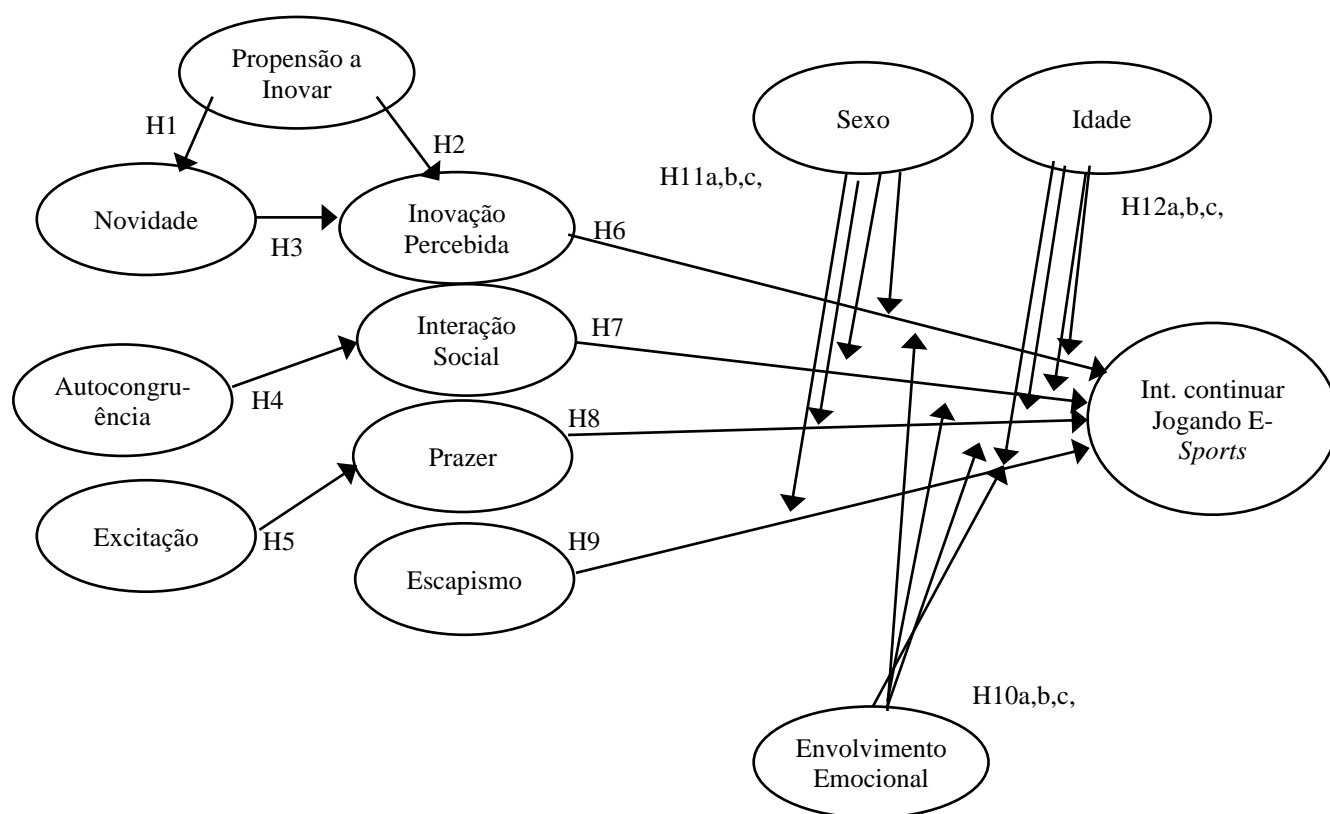 Propensão a
Inovar
Sexo
Idade
H1
H2
H11a,b,c,
Novidade
Inovação
Percebida
H12a,b,c,
H3
H6
Interação
Social
H7
Autocongru-
ência
H4
Int. continuar
Jogando E-
Sports
H8
Prazer
Excitação
H5
H9
Escapismo
H10a,b,c,
Envolvimento
Emocional